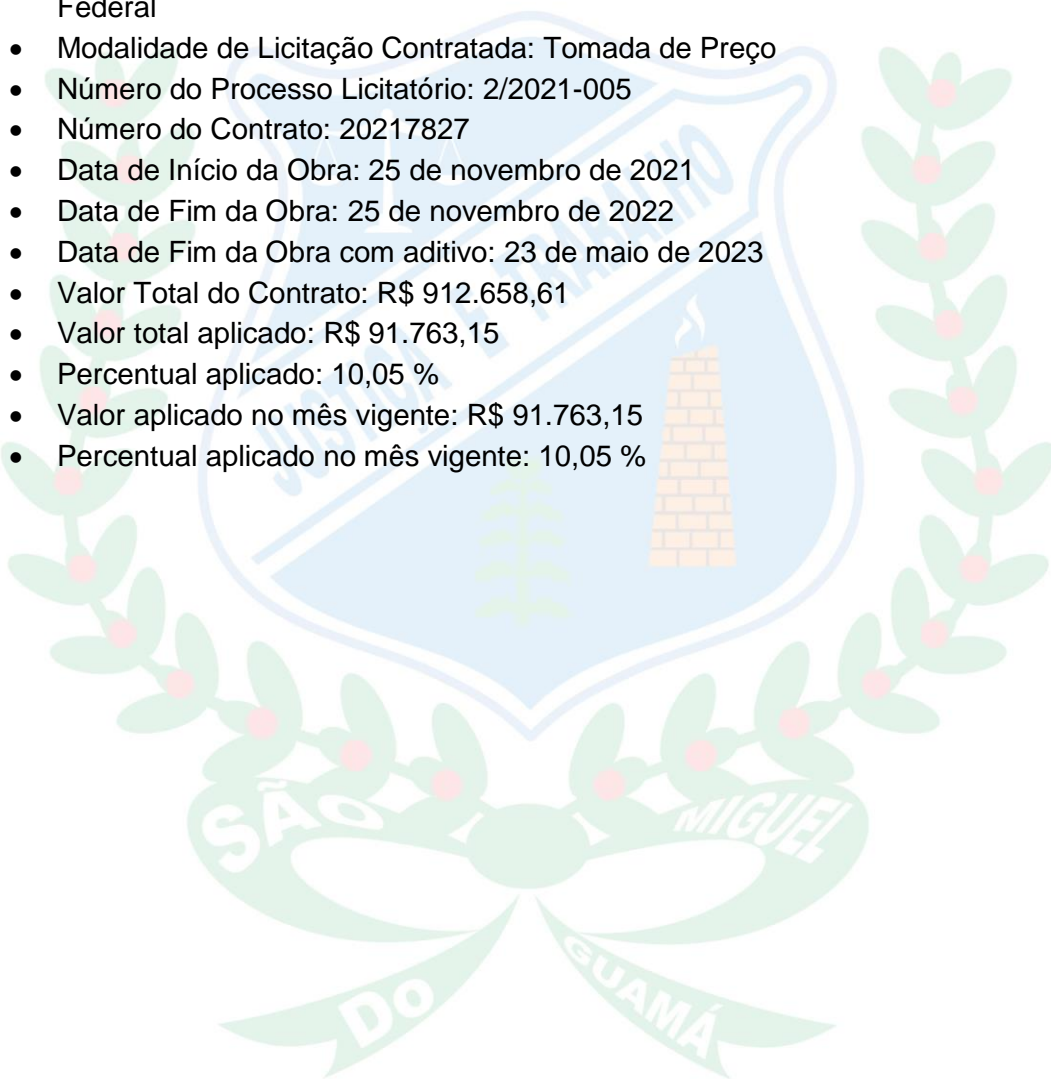 Federal
• Modalidade de Licitação Contratada: Tomada de Preço
• Número do Processo Licitatório: 2/2021-005
• Número do Contrato: 20217827
• Data de Início da Obra: 25 de novembro de 2021
• Data de Fim da Obra: 25 de novembro de 2022
• Data de Fim da Obra com aditivo: 23 de maio de 2023
• Valor Total do Contrato: R$ 912.658,61
• Valor total aplicado: R$ 91.763,15
• Percentual aplicado: 10,05 %
• Valor aplicado no mês vigente: R$ 91.763,15
• Percentual aplicado no mês vigente: 10,05 %
JUSTIÇA E TRABALHO
SÃO MIGUEL
DO GUAMÁ